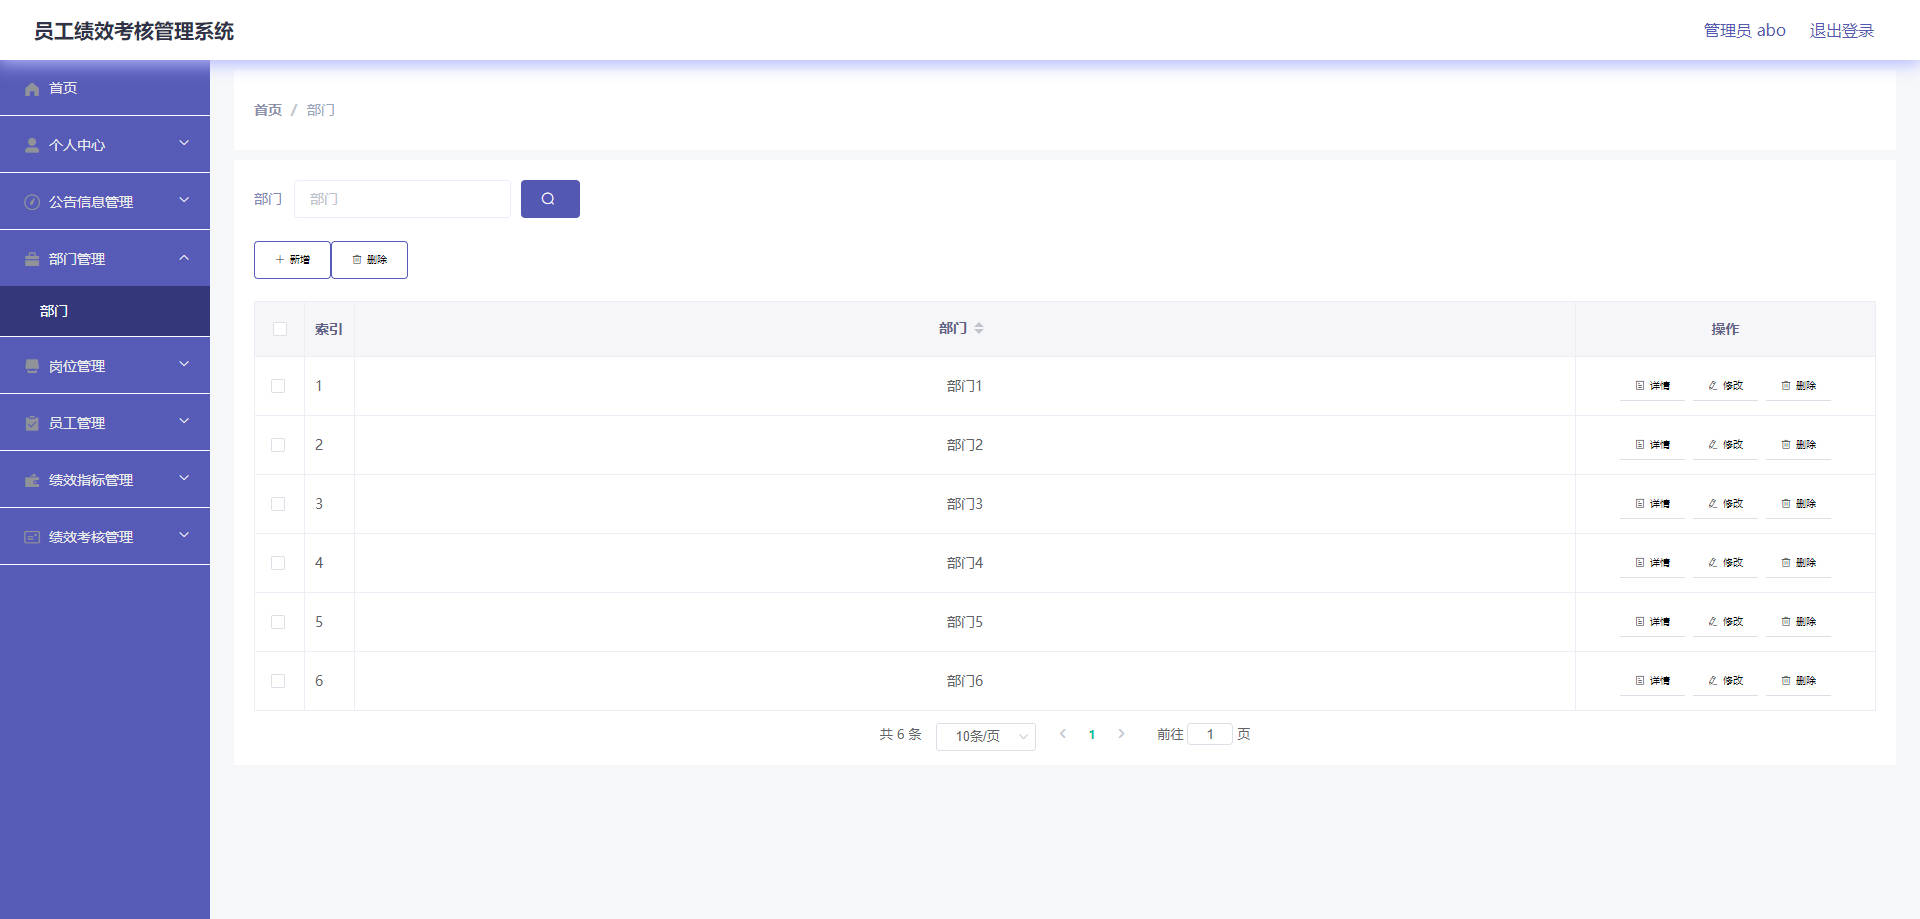 员工绩效考核管理系统
管理员 abo 退出登录
首页
个人中心
公告信息管理
部门管理
部门
岗位管理
员工管理
绩效指标管理
绩效考核管理
首页 / 部门
部门 部门
新增 删除
索引 部门 操作
1 部门1 详情 修改 删除
2 部门2 详情 修改 删除
3 部门3 详情 修改 删除
4 部门4 详情 修改 删除
5 部门5 详情 修改 删除
6 部门6 详情 修改 删除
共 6 条 10条/页 1 前往 1 页